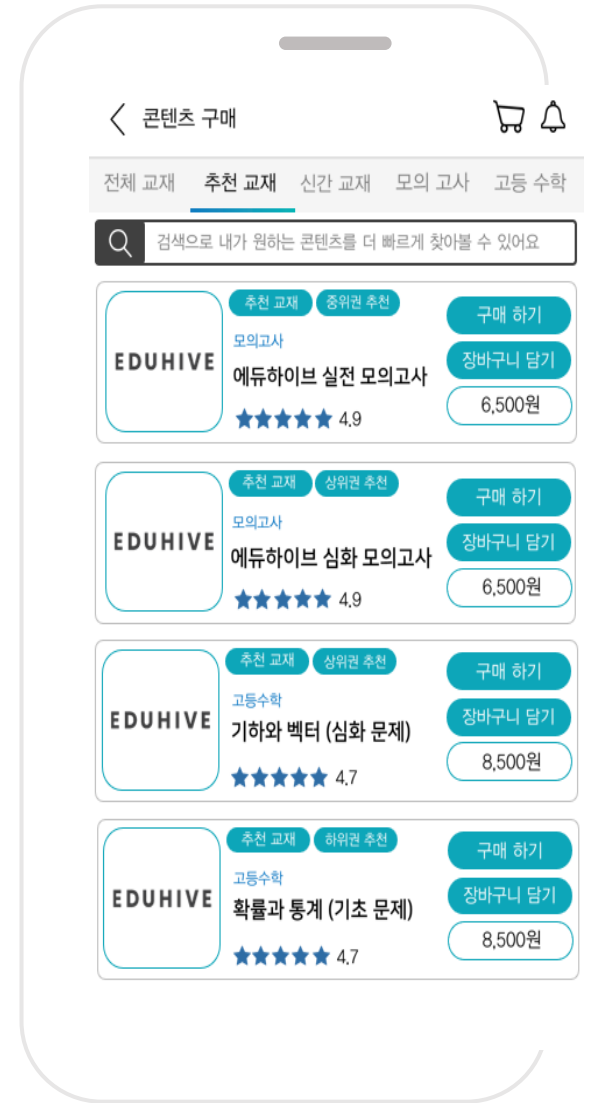 콘텐츠 구매
전체 교재 추천 교재 신간 교재 모의 고사 고등 수학
검색으로 내가 원하는 콘텐츠를 더 빠르게 찾아볼 수 있어요
EDUHIVE
추천 교재 중위권 추천
모의고사
에듀하이브 실전 모의고사
4.9
구매 하기
장바구니 담기
6,500원
EDUHIVE
추천 교재 상위권 추천
모의고사
에듀하이브 심화 모의고사
4.9
구매 하기
장바구니 담기
6,500원
EDUHIVE
추천 교재 상위권 추천
고등수학
기하와 벡터 (심화 문제)
4.7
구매 하기
장바구니 담기
8,500원
EDUHIVE
추천 교재 하위권 추천
고등수학
확률과 통계 (기초 문제)
4.7
구매 하기
장바구니 담기
8,500원